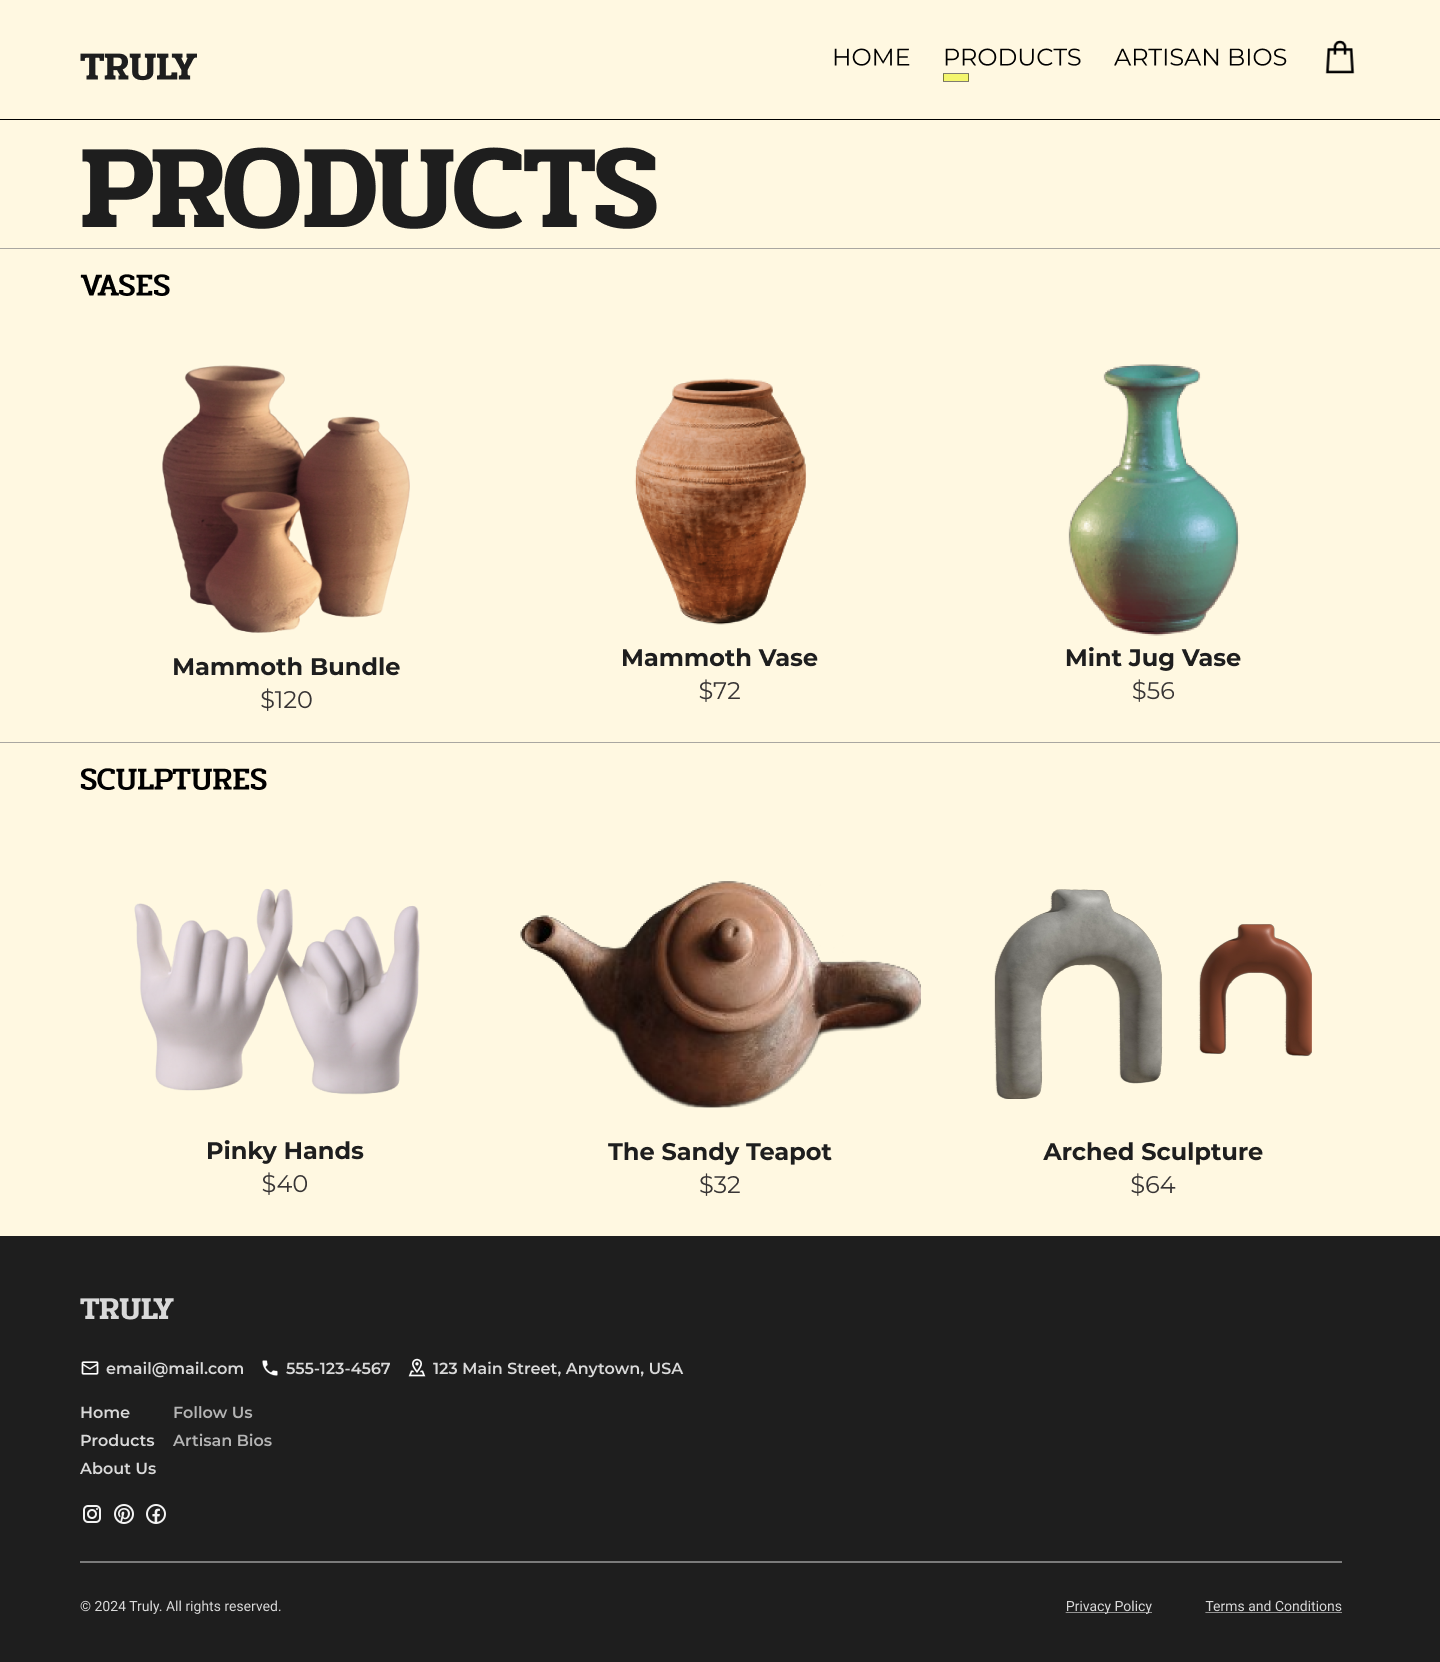 TRULY
HOME PRODUCTS ARTISAN BIOS
PRODUCTS
VASES
Mammoth Bundle
$120
Mammoth Vase
$72
Mint Jug Vase
$56
SCULPTURES
Pinky Hands
$40
The Sandy Teapot
$32
Arched Sculpture
$64
TRULY
email@mail.com 555-123-4567 123 Main Street, Anytown, USA
Home Follow Us
Products Artisan Bios
About Us
© 2024 Truly. All rights reserved. Privacy Policy Terms and Conditions